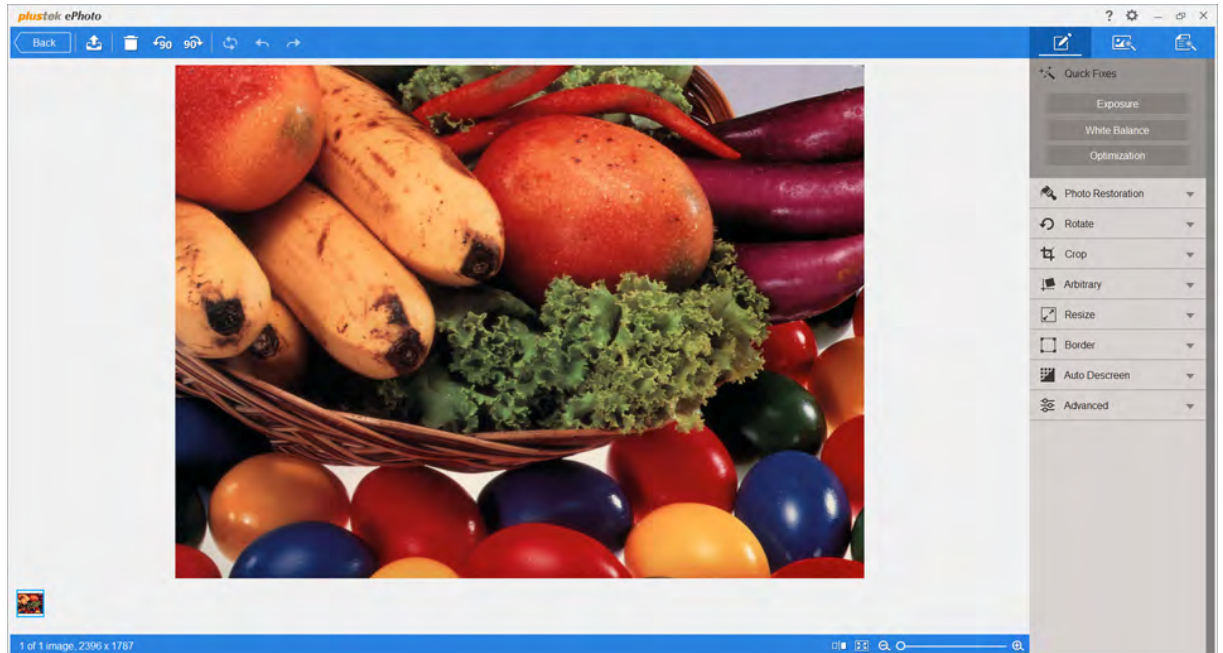 plustek ePhoto
?
Back
90 90
Quick Fixes
Exposure
White Balance
Optimization
Photo Restoration
Rotate
Crop
Arbitrary
Resize
Border
Auto Descreen
Advanced
1 of 1 image, 2396 x 1787